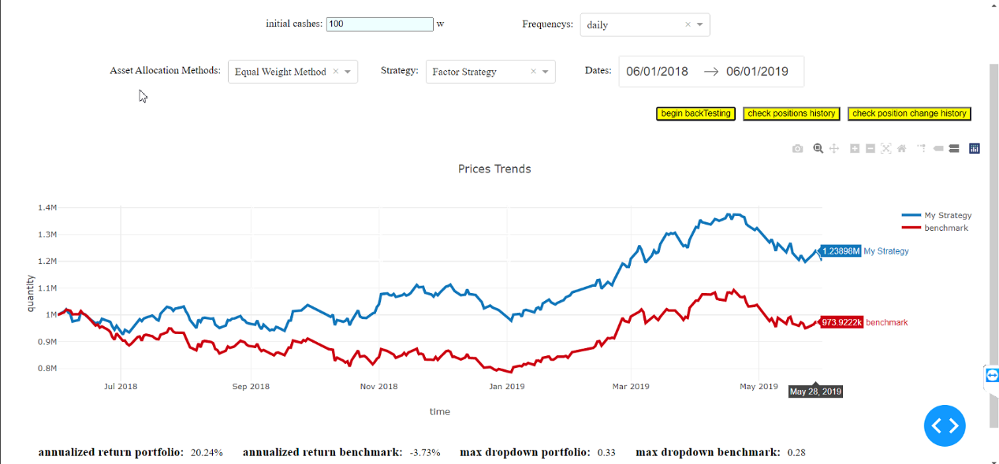 initial cashes: 100 w Frequencys: daily
Asset Allocation Methods: Equal Weight Method Strategy: Factor Strategy Dates: 06/01/2018 → 06/01/2019
begin backTesting check positions history check position change history
Prices Trends
1.4M
1.3M
1.2M
1.1M
1M
0.9M
0.8M
quantity
My Strategy
benchmark
1.23898M My Strategy
973.9222k benchmark
Jul 2018 Sep 2018 Nov 2018 Jan 2019 Mar 2019 May 2019
May 28, 2019
time
annualized return portfolio: 20.24% annualized return benchmark: -3.73% max dropdown portfolio: 0.33 max dropdown benchmark: 0.28